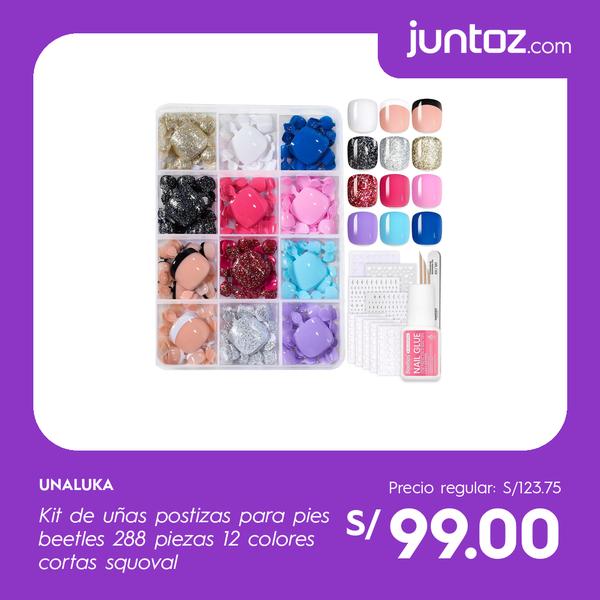 juntoz.com
NAIL GLUE
UNALUKA
Kit de uñas postizas para pies
beetles 288 piezas 12 colores
cortas squoval
Precio regular: S/123.75
S/99.00